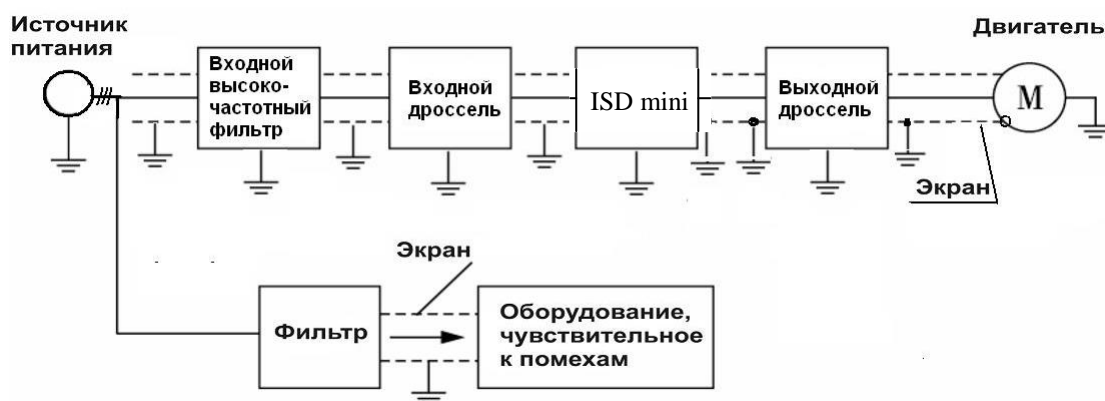 Источник
питания
Входной
высоко-
частотный
фильтр
Входной
дроссель
ISD mini
Выходной
дроссель
Двигатель
M
Экран
Экран
Фильтр
Оборудование,
чувствительное
к помехам